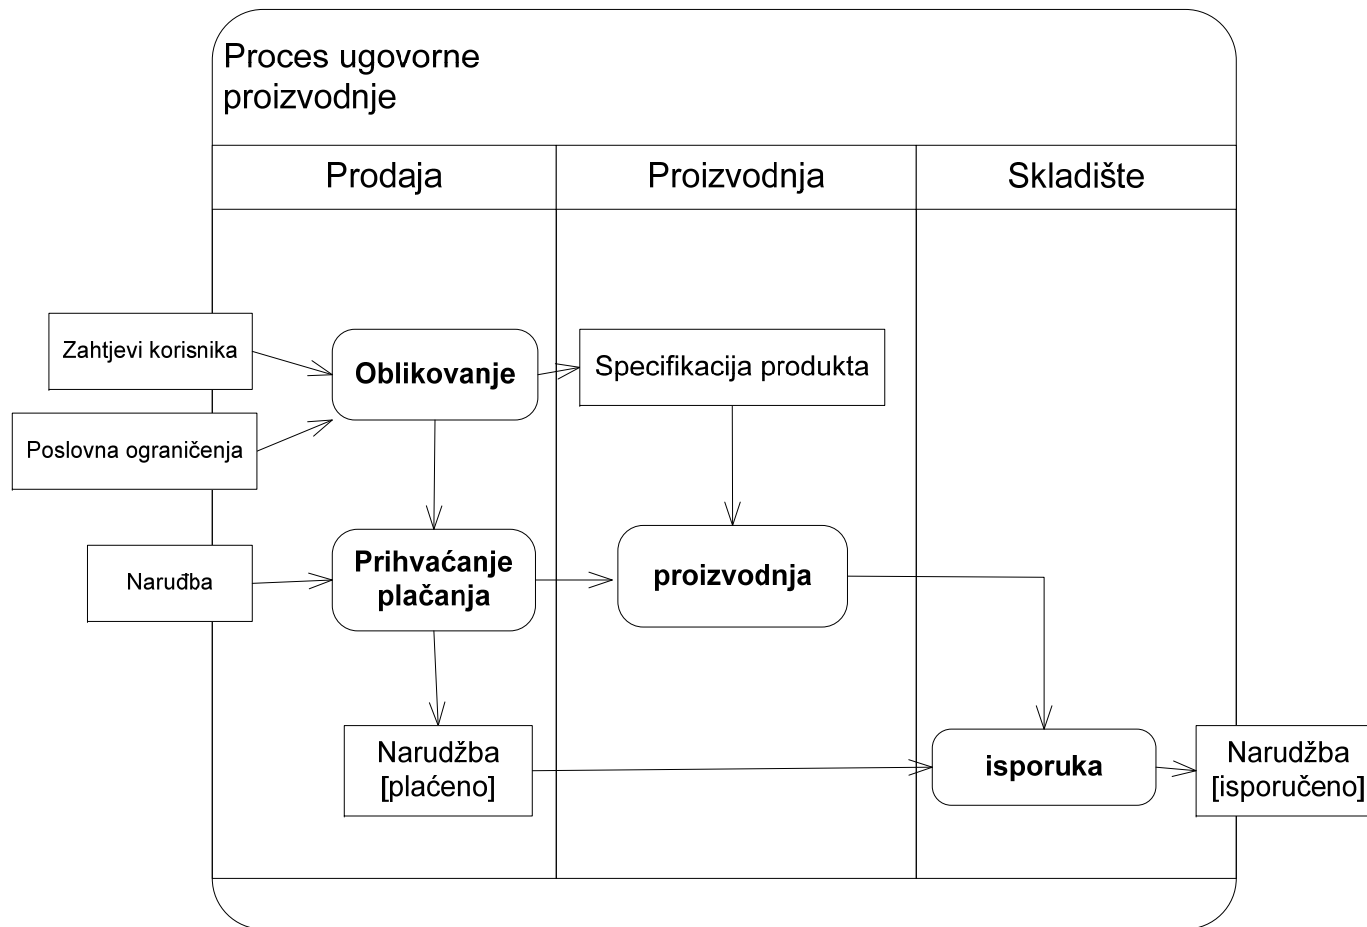 Proces ugovorne
proizvodnje
Prodaja
Proizvodnja
Skladište
Zahtjevi korisnika
Oblikovanje
Specifikacija produkta
Poslovna ograničenja
Naruđba
Prihvaćanje
plačanja
proizvodnja
Narudžba
[plaćeno]
isporuka
Narudžba
[isporučeno]